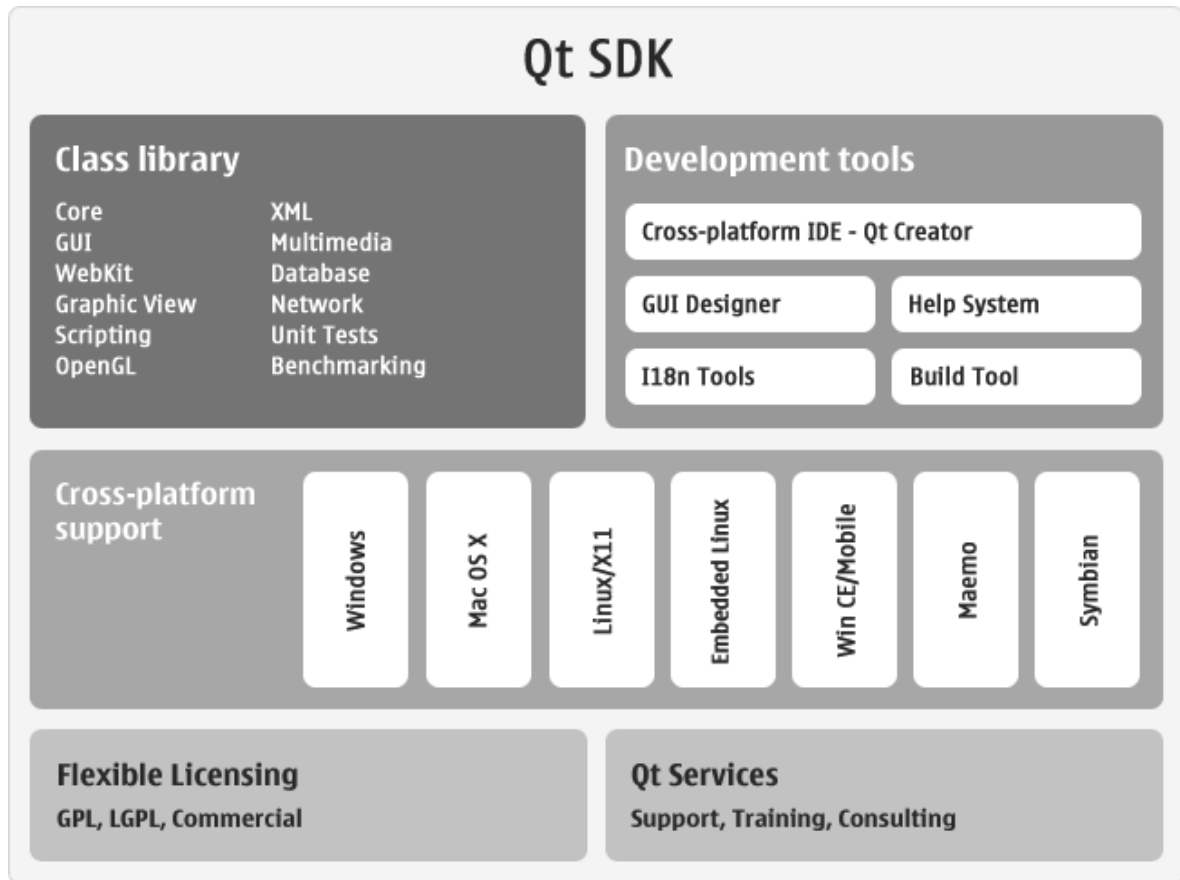 Qt SDK
Class library
Core
GUI
WebKit
Graphic View
Scripting
OpenGL
XML
Multimedia
Database
Network
Unit Tests
Benchmarking
Development tools
Cross-platform IDE - Qt Creator
GUI Designer
Help System
I18n Tools
Build Tool
Cross-platform
support
Windows
Mac OS X
Linux/X11
Embedded Linux
Win CE/Mobile
Maemo
Symbian
Flexible Licensing
GPL, LGPL, Commercial
Qt Services
Support, Training, Consulting